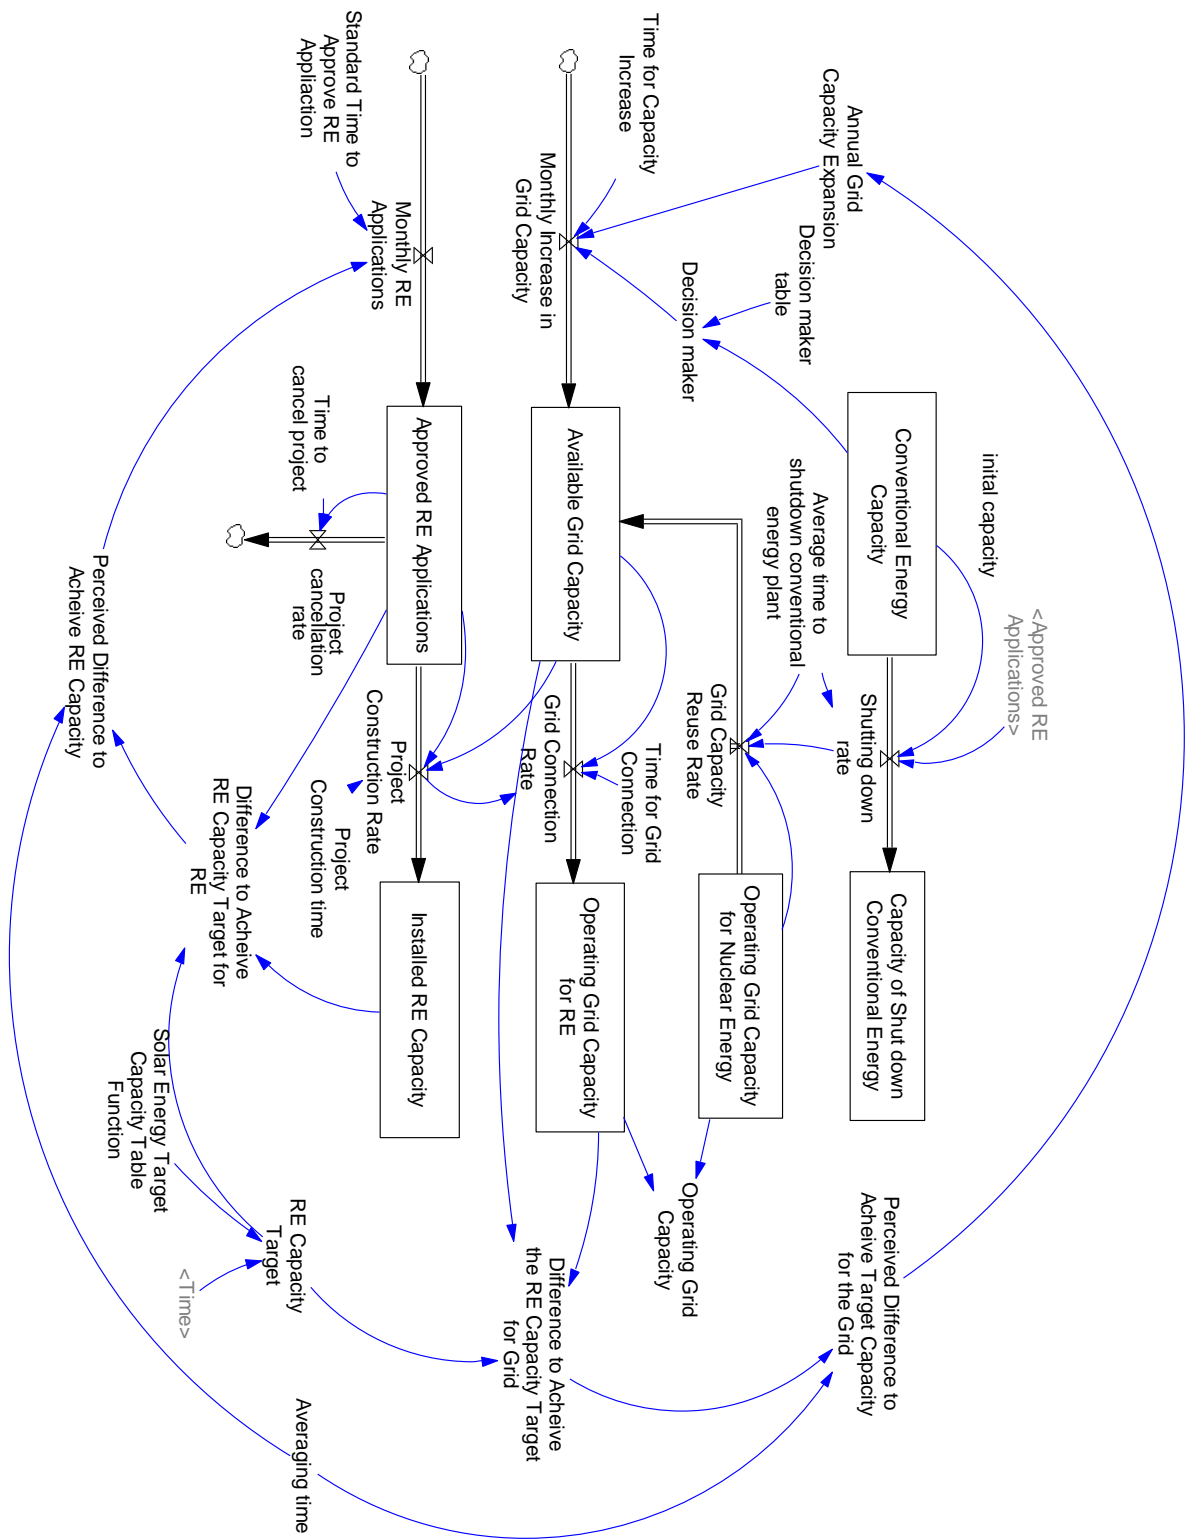 inital capacity
<Approved RE
Applications>
Conventional Energy
Capacity
Shutting down
rate
Capacity of Shut down
Conventional Energy
Annual Grid
Capacity Expansion
Decision maker
table
Decision maker
Average time to
shutdown conventional
energy plant
Grid Capacity
Reuse Rate
Operating Grid Capacity
for Nuclear Energy
Perceived Difference to
Acheive Target Capacity
for the Grid
Operating Grid
Capacity
Time for Capacity
Increase
Monthly Increase in
Grid Capacity
Available Grid Capacity
Time for Grid
Connection
Grid Connection
Rate
Operating Grid Capacity
for RE
Difference to Acheive
the RE Capacity Target
for Grid
Standard Time to
Approve RE
Appliaction
Monthly RE
Applications
Approved RE Applications
Project
Construction Rate
Project
Construction time
Installed RE Capacity
Time to
cancel project
Project
cancellation
rate
Difference to Acheive
RE Capacity Target for
RE
RE Capacity
Target
<Time>
Solar Energy Target
Capacity Table
Function
Perceived Difference to
Acheive RE Capacity
Averaging time